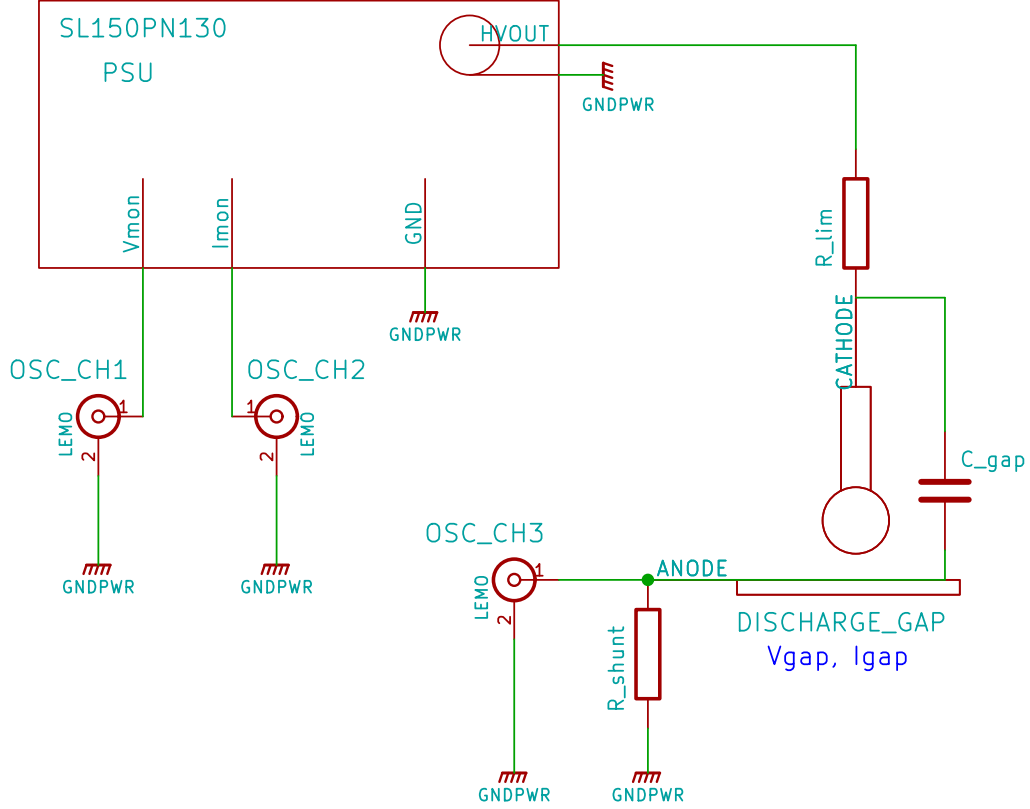 SL150PN130
HVOUT
PSU
GNDPWR
Vmon
Imon
GND
R_lim
GNDPWR
CATHODE
OSC_CH1
OSC_CH2
1
1
LEMO
LEMO
2
2
C_gap
OSC_CH3
GNDPWR
GNDPWR
1
ANODE
LEMO
2
DISCHARGE_GAP
R_shunt
Vgap, Igap
GNDPWR
GNDPWR